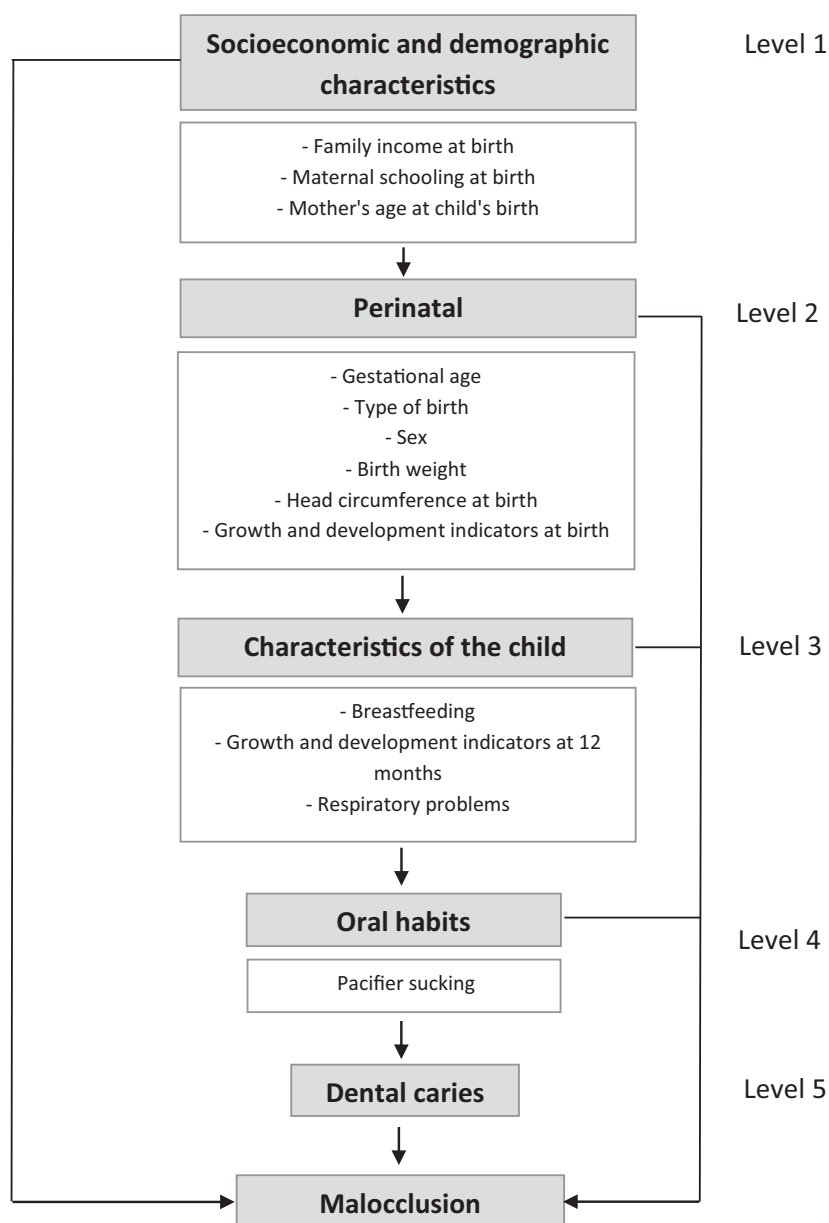 Socioeconomic and demographic
characteristics
Level 1
- Family income at birth
- Maternal schooling at birth
- Mother's age at child's birth
Perinatal
Level 2
- Gestational age
- Type of birth
- Sex
- Birth weight
- Head circumference at birth
- Growth and development indicators at birth
Characteristics of the child
Level 3
- Breastfeeding
- Growth and development indicators at 12
months
- Respiratory problems
Oral habits
Level 4
Pacifier sucking
Dental caries
Level 5
Malocclusion